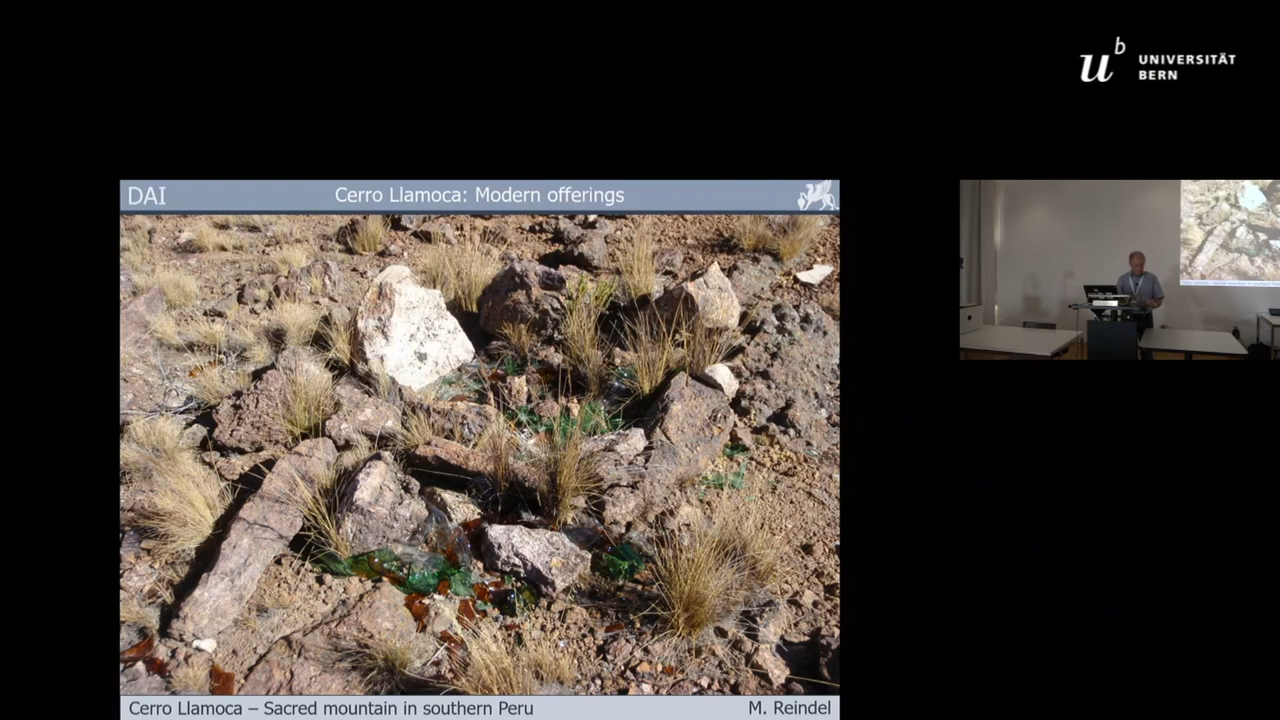 u^b UNIVERSITÄT
BERN
DAI
Cerro Llamoca: Modern offerings
Cerro Llamoca – Sacred mountain in southern Peru
M. Reindel